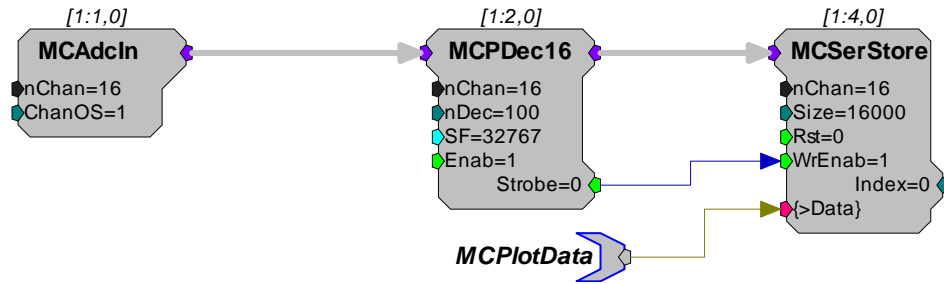 [1:1,0]
MCAdcIn
nChan=16
ChanOS=1
[1:2,0]
MCPDec16
nChan=16
nDec=100
SF=32767
Enab=1
Strobe=0
[1:4,0]
MCSerStore
nChan=16
Size=16000
Rst=0
WrEnab=1
Index=0
{>Data}
MCPlotData